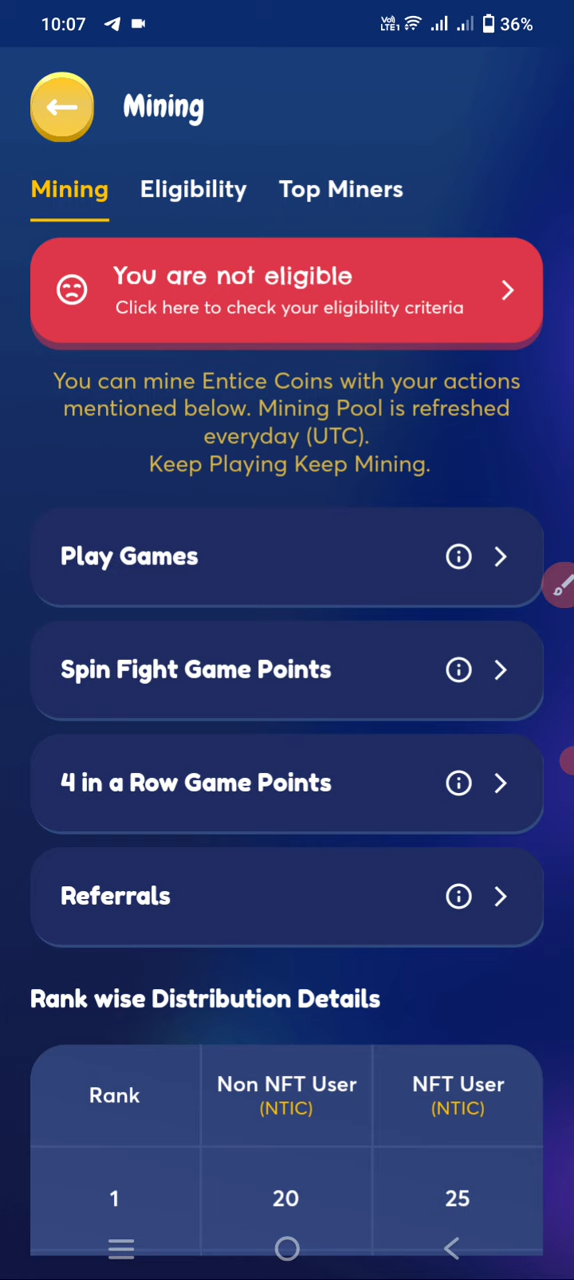 10:07
Vo)
LTE1
36%
Mining
Mining Eligibility Top Miners
You are not eligible
Click here to check your eligibility criteria
You can mine Entice Coins with your actions
mentioned below. Mining Pool is refreshed
everyday (UTC).
Keep Playing Keep Mining.
Play Games
Spin Fight Game Points
4 in a Row Game Points
Referrals
Rank wise Distribution Details
Rank Non NFT User NFT User
(NTIC) (NTIC)
1 20 25